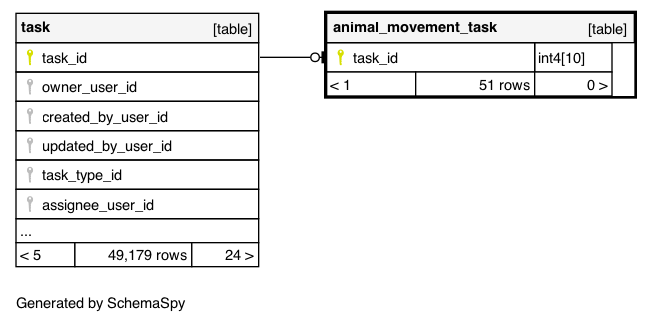 task [table]
task_id
owner_user_id
created_by_user_id
updated_by_user_id
task_type_id
assignee_user_id
...
< 5 49,179 rows 24 >
animal_movement_task [table]
task_id int4[10]
< 1 51 rows 0 >
Generated by SchemaSpy